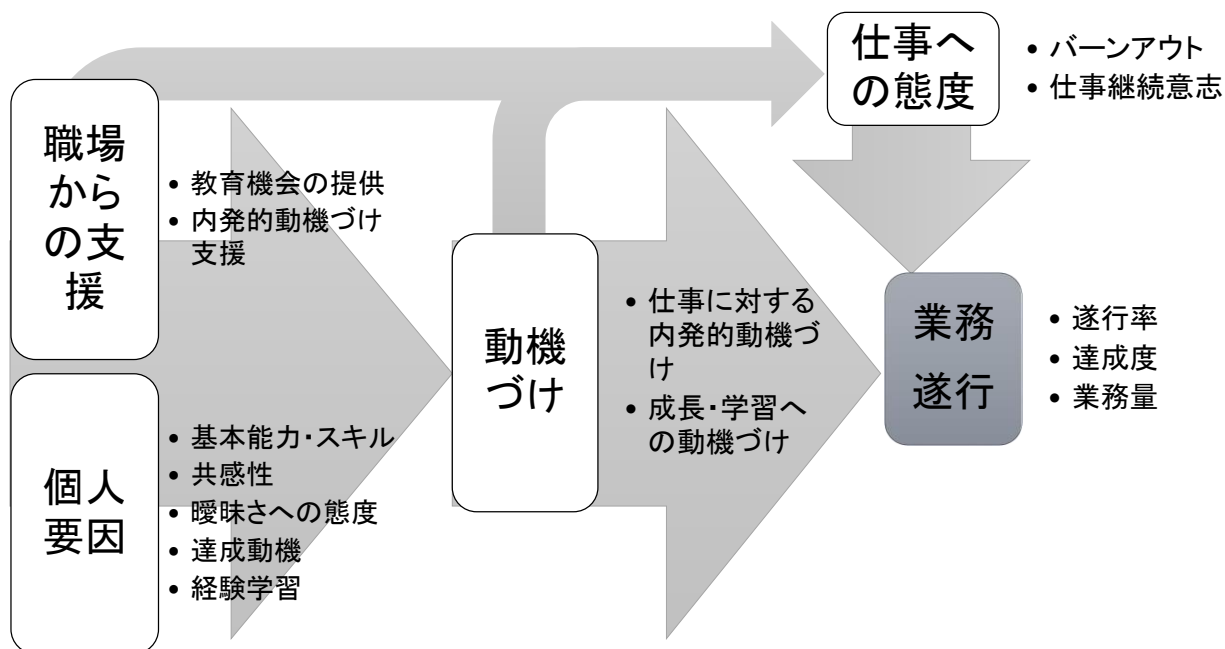 職場
から
の支
援
• 教育機会の提供
• 内発的動機づけ
支援
個人
要因
• 基本能力・スキル
• 共感性
• 曖昧さへの態度
• 達成動機
• 経験学習
動機
づけ
• 仕事に対する
内発的動機づ
け
• 成長・学習へ
の動機づけ
仕事へ
の態度
• バーンアウト
• 仕事継続意志
業務
遂行
• 遂行率
• 達成度
• 業務量